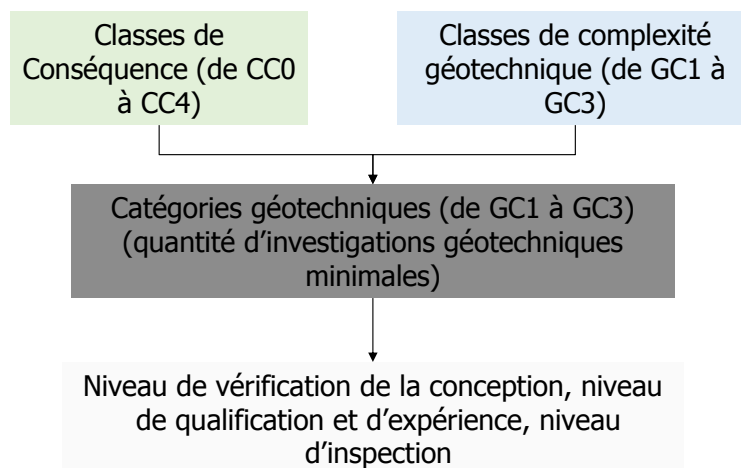 Classes de
Conséquence (de CC0
à CC4)
Classes de complexité
géotechnique (de GC1 à
GC3)
Catégories géotechniques (de GC1 à GC3)
(quantité d’investigations géotechniques
minimales)
Niveau de vérification de la conception, niveau
de qualification et d’expérience, niveau
d’inspection